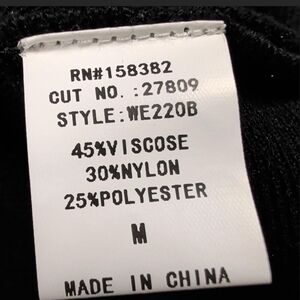 RN#158382
CUT NO.:27809
STYLE:WE220B
45%VISCOSE
30%NYLON
25%POLYESTER
M
MADE IN CHINA